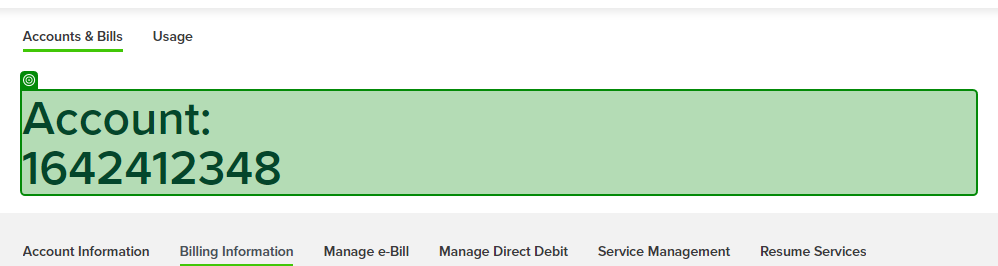 Accounts & Bills Usage
Account:
1642412348
Account Information Billing Information Manage e-Bill Manage Direct Debit Service Management Resume Services